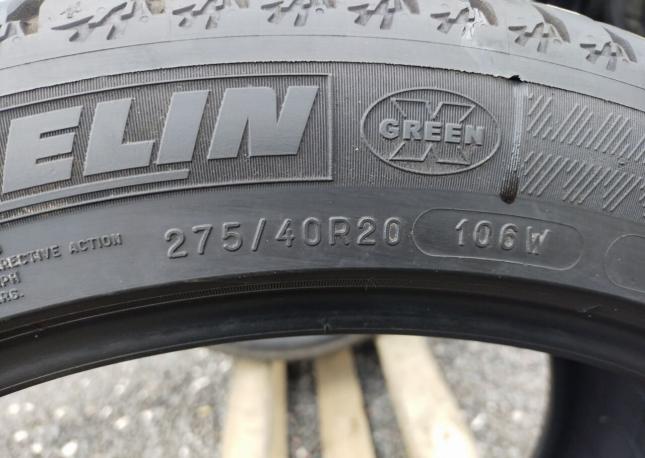 ELIN
GREEN X
275/40R20 106W
RECTIVE ACTION
PH